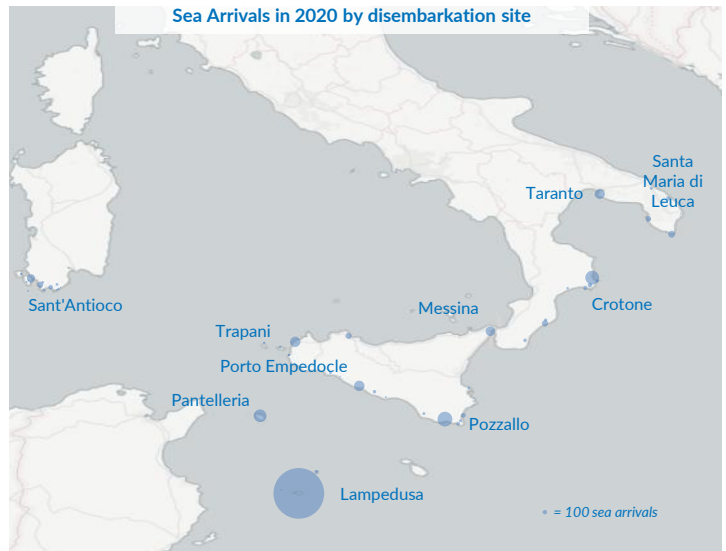 Sea Arrivals in 2020 by disembarkation site
Santa
Maria di
Leuca
Taranto
Sant'Antioco
Crotone
Messina
Trapani
Porto Empedocle
Pantelleria
Pozzallo
Lampedusa
= 100 sea arrivals